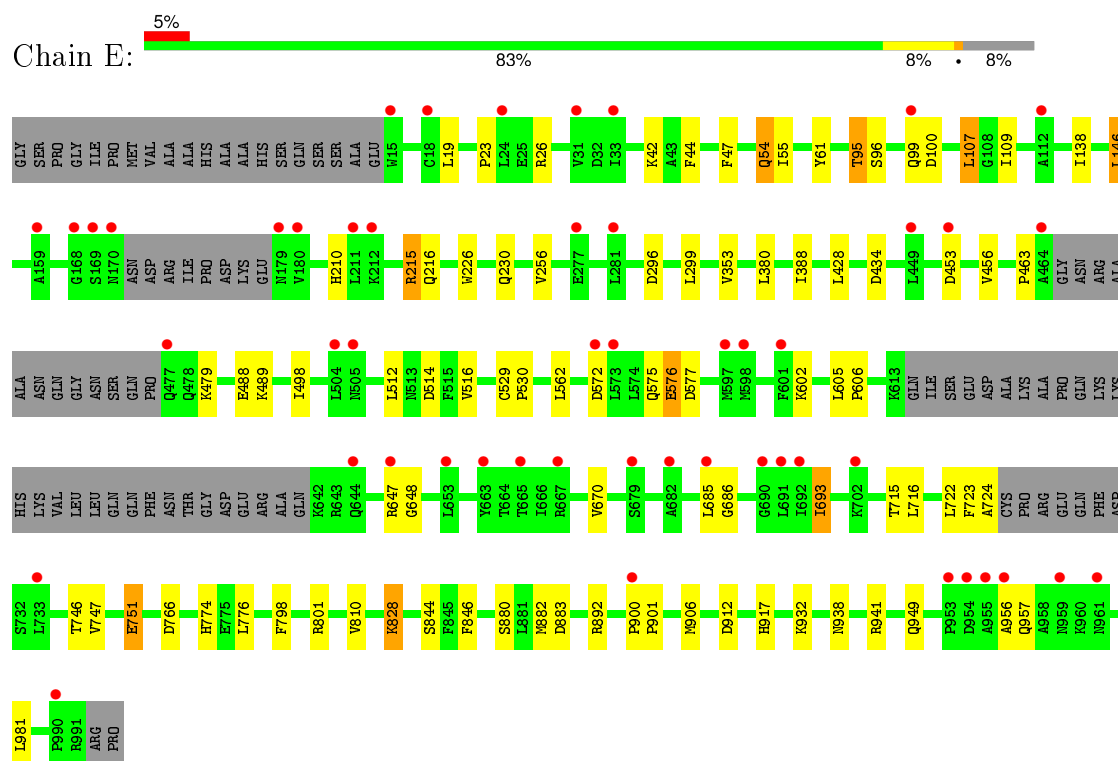 5%
Chain E:
83% 8% • 8%
GLY SER PRO GLY ILE PRO MET VAL ALA ALA HIS ALA ALA HIS SER GLN SER SER ALA GLU W15 C18 L19 P23 L24 E25 R26 V31 D32 I33 K42 A43 F44 F47 Q54 I55 Y61 T95 S96 Q99 D100 L107 G108 I109 A112 I138 L146
A159 G168 S169 N170 ASN ASP ARG ILE PRO ASP LYS GLU N179 V180 H210 L211 K212 R215 Q216 W226 Q230 V256 E277 L281 D296 L299 V353 L380 I388 L428 D434 L449 D453 V456 P463 A464 GLY ASN ARG ALA
ALA ASN GLN GLY ASN SER GLN PRO Q477 Q478 K479 E488 K489 I498 L504 N505 L512 N513 D514 F515 V516 C529 P530 L562 D572 L573 L574 Q575 E576 D577 M597 M598 F601 K602 L605 P606 K613 GLN ILE SER GLU ASP ALA LYS ALA PRO GLN LYS LYS
HIS LYS VAL LEU LEU GLN GLN PHE ASN THR GLY ASP GLU ARG ALA GLN K642 R643 Q644 R647 G648 L653 Y663 T664 T665 I666 R667 V670 S679 A682 L685 G686 G690 L691 I692 I693 K702 T715 L716 L722 F723 A724 CYS PRO ARG GLU GLN PHE ASP
S732 L733 T746 V747 E751 D766 H774 E775 L776 F798 R801 V810 K828 S844 F845 F846 S880 L881 M882 D883 R892 P900 P901 M906 D912 H917 K932 N938 R941 Q949 P953 D954 A955 A956 Q957 A958 N959 K960 N961
L981 P990 R991 ARG PRO